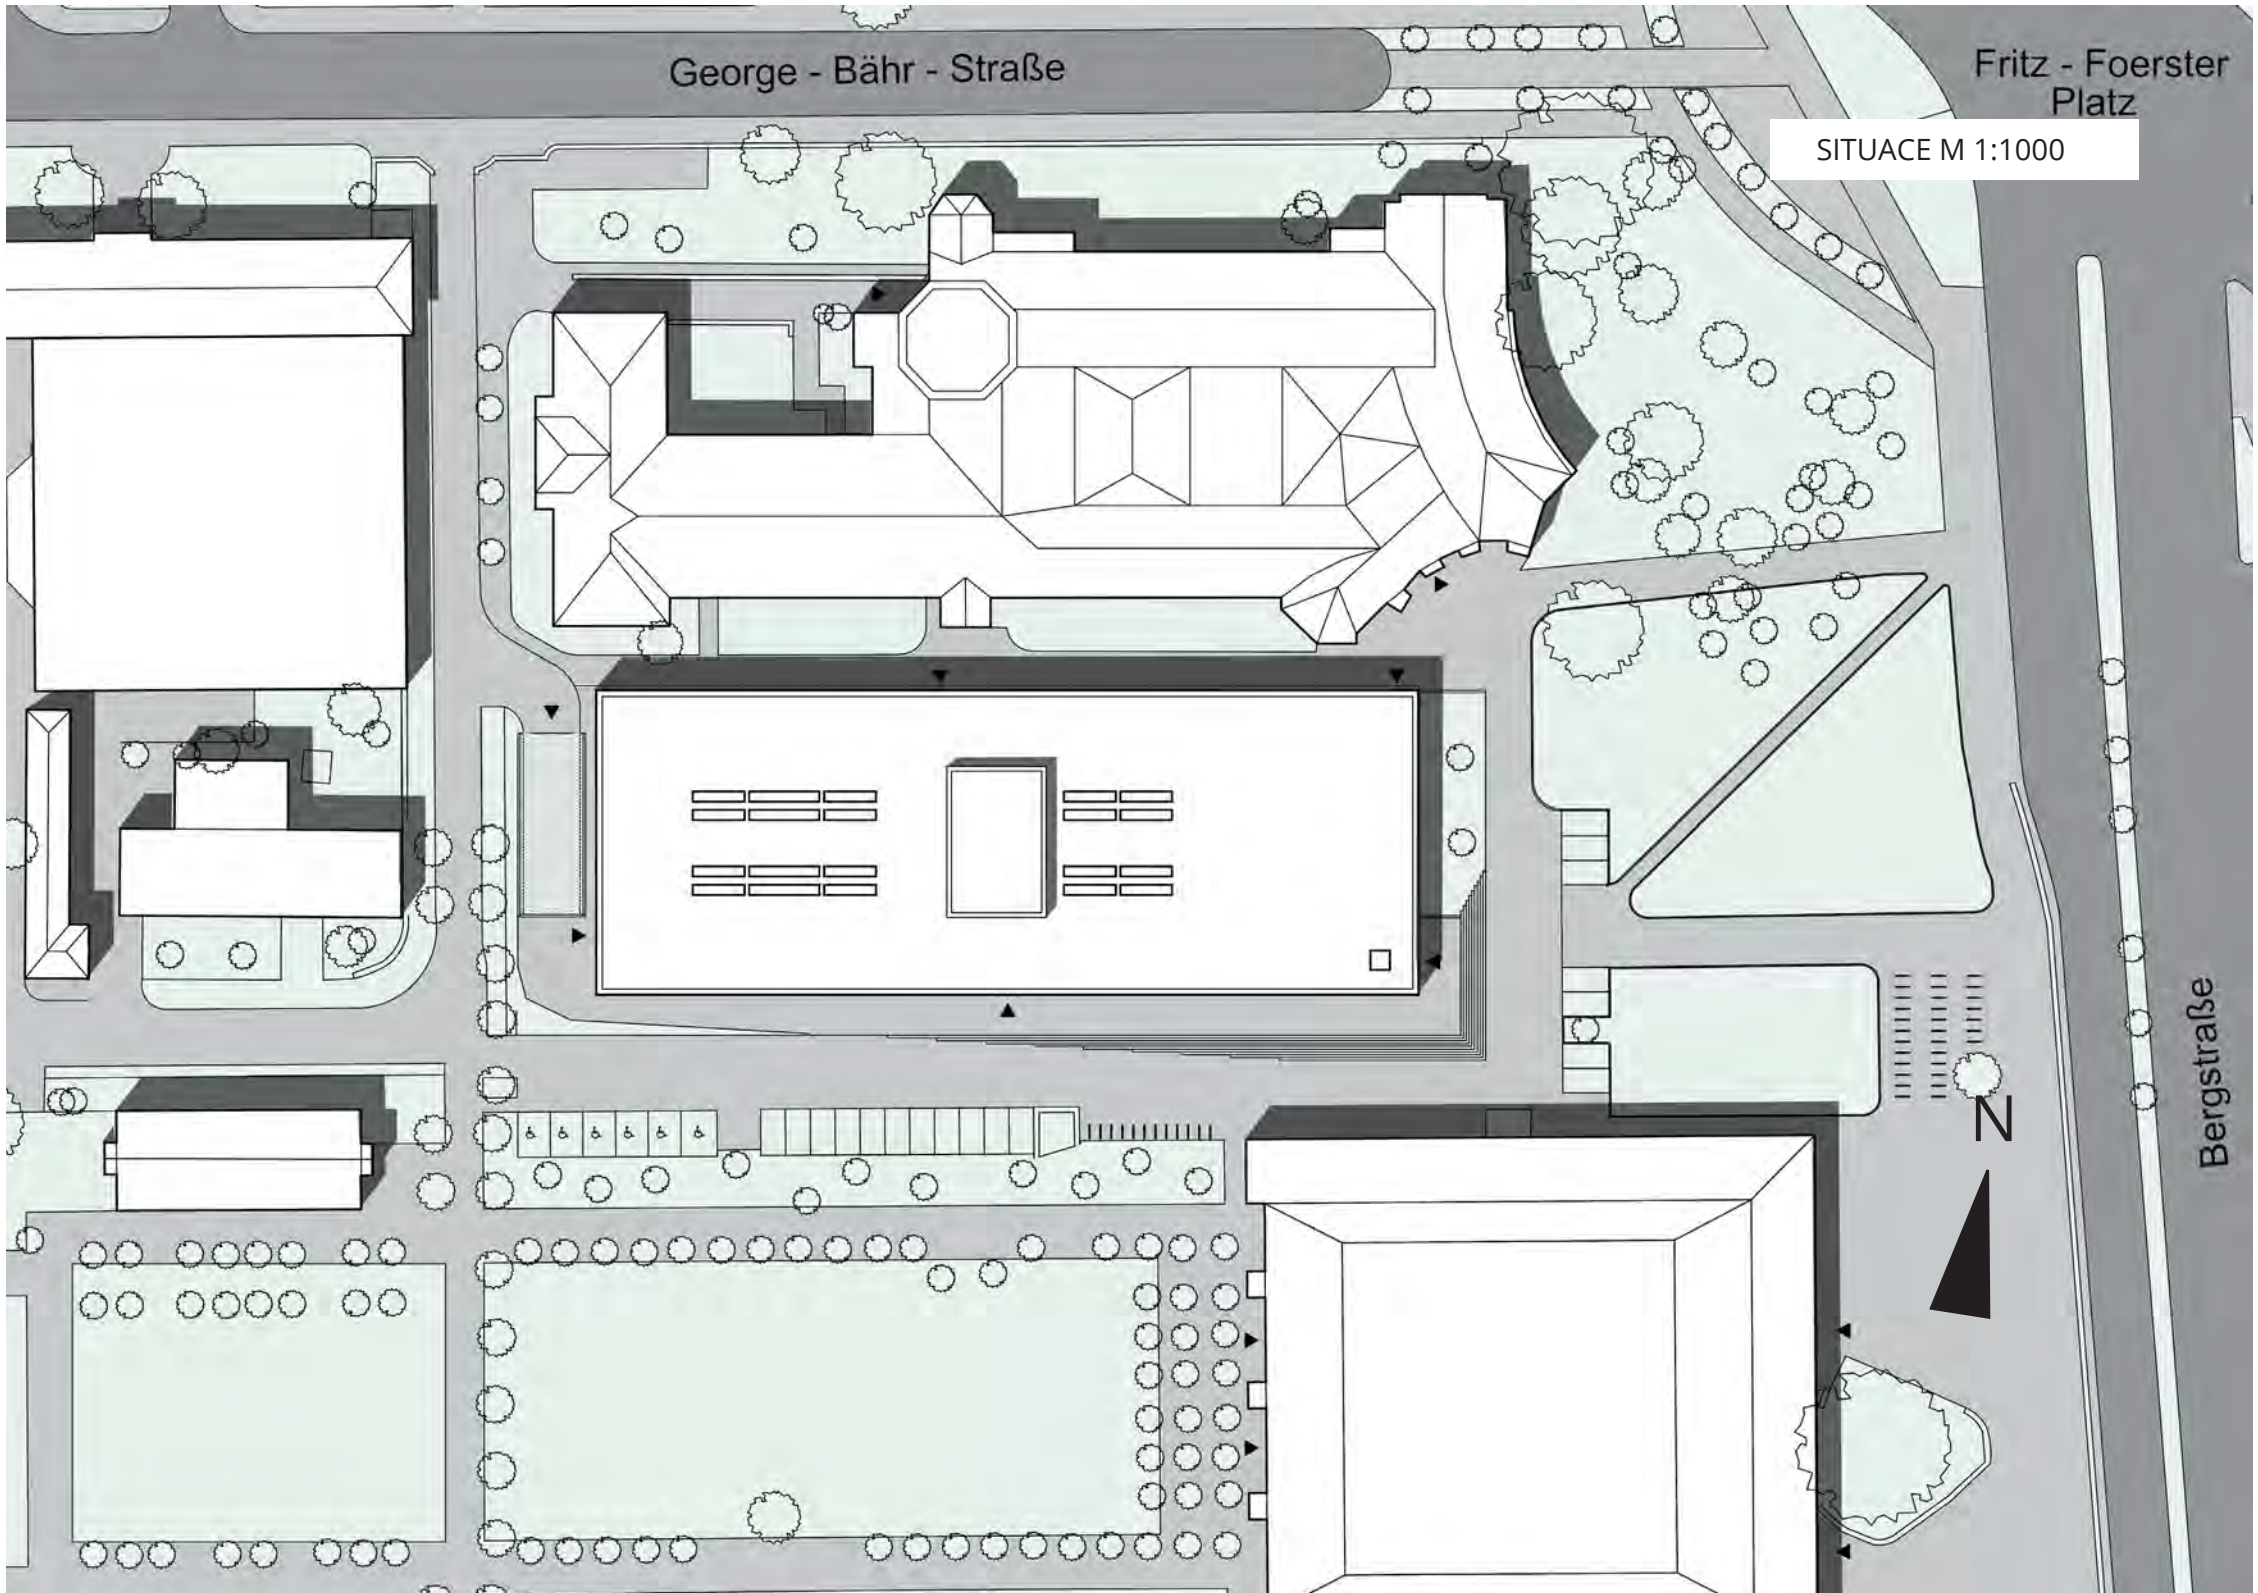 George - Bähr - Straße
Fritz - Foerster
Platz
SITUACE M 1:1000
Bergstraße
N